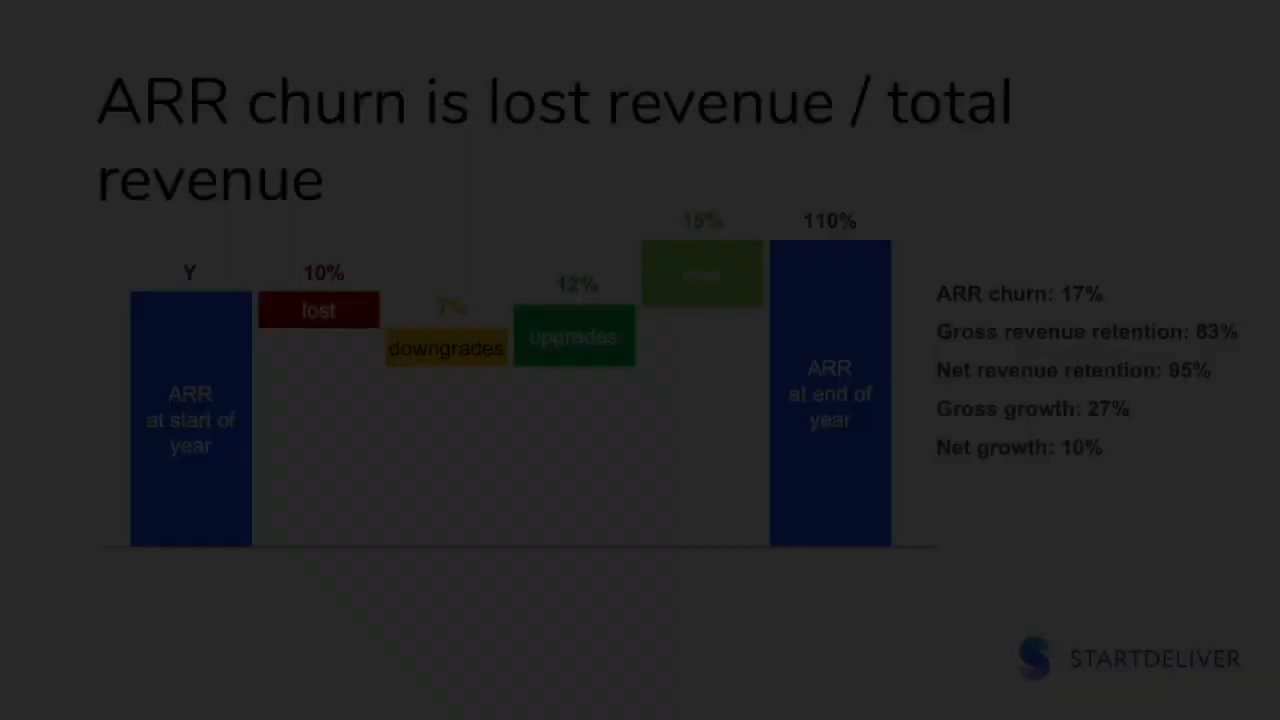 ARR churn is lost revenue / total
revenue
Y
10%
7%
12%
15%
110%
lost
downgrades
upgrades
new
ARR
at start of
year
ARR
at end of
year
ARR churn: 17%
Gross revenue retention: 83%
Net revenue retention: 95%
Gross growth: 27%
Net growth: 10%
STARTDELIVER